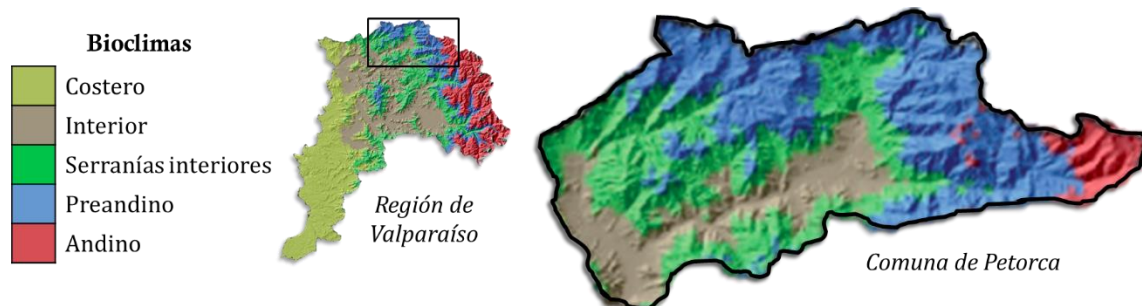 Bioclimas
Costero
Interior
Serranías interiores
Preandino
Andino
Región de
Valparaíso
Comuna de Petorca